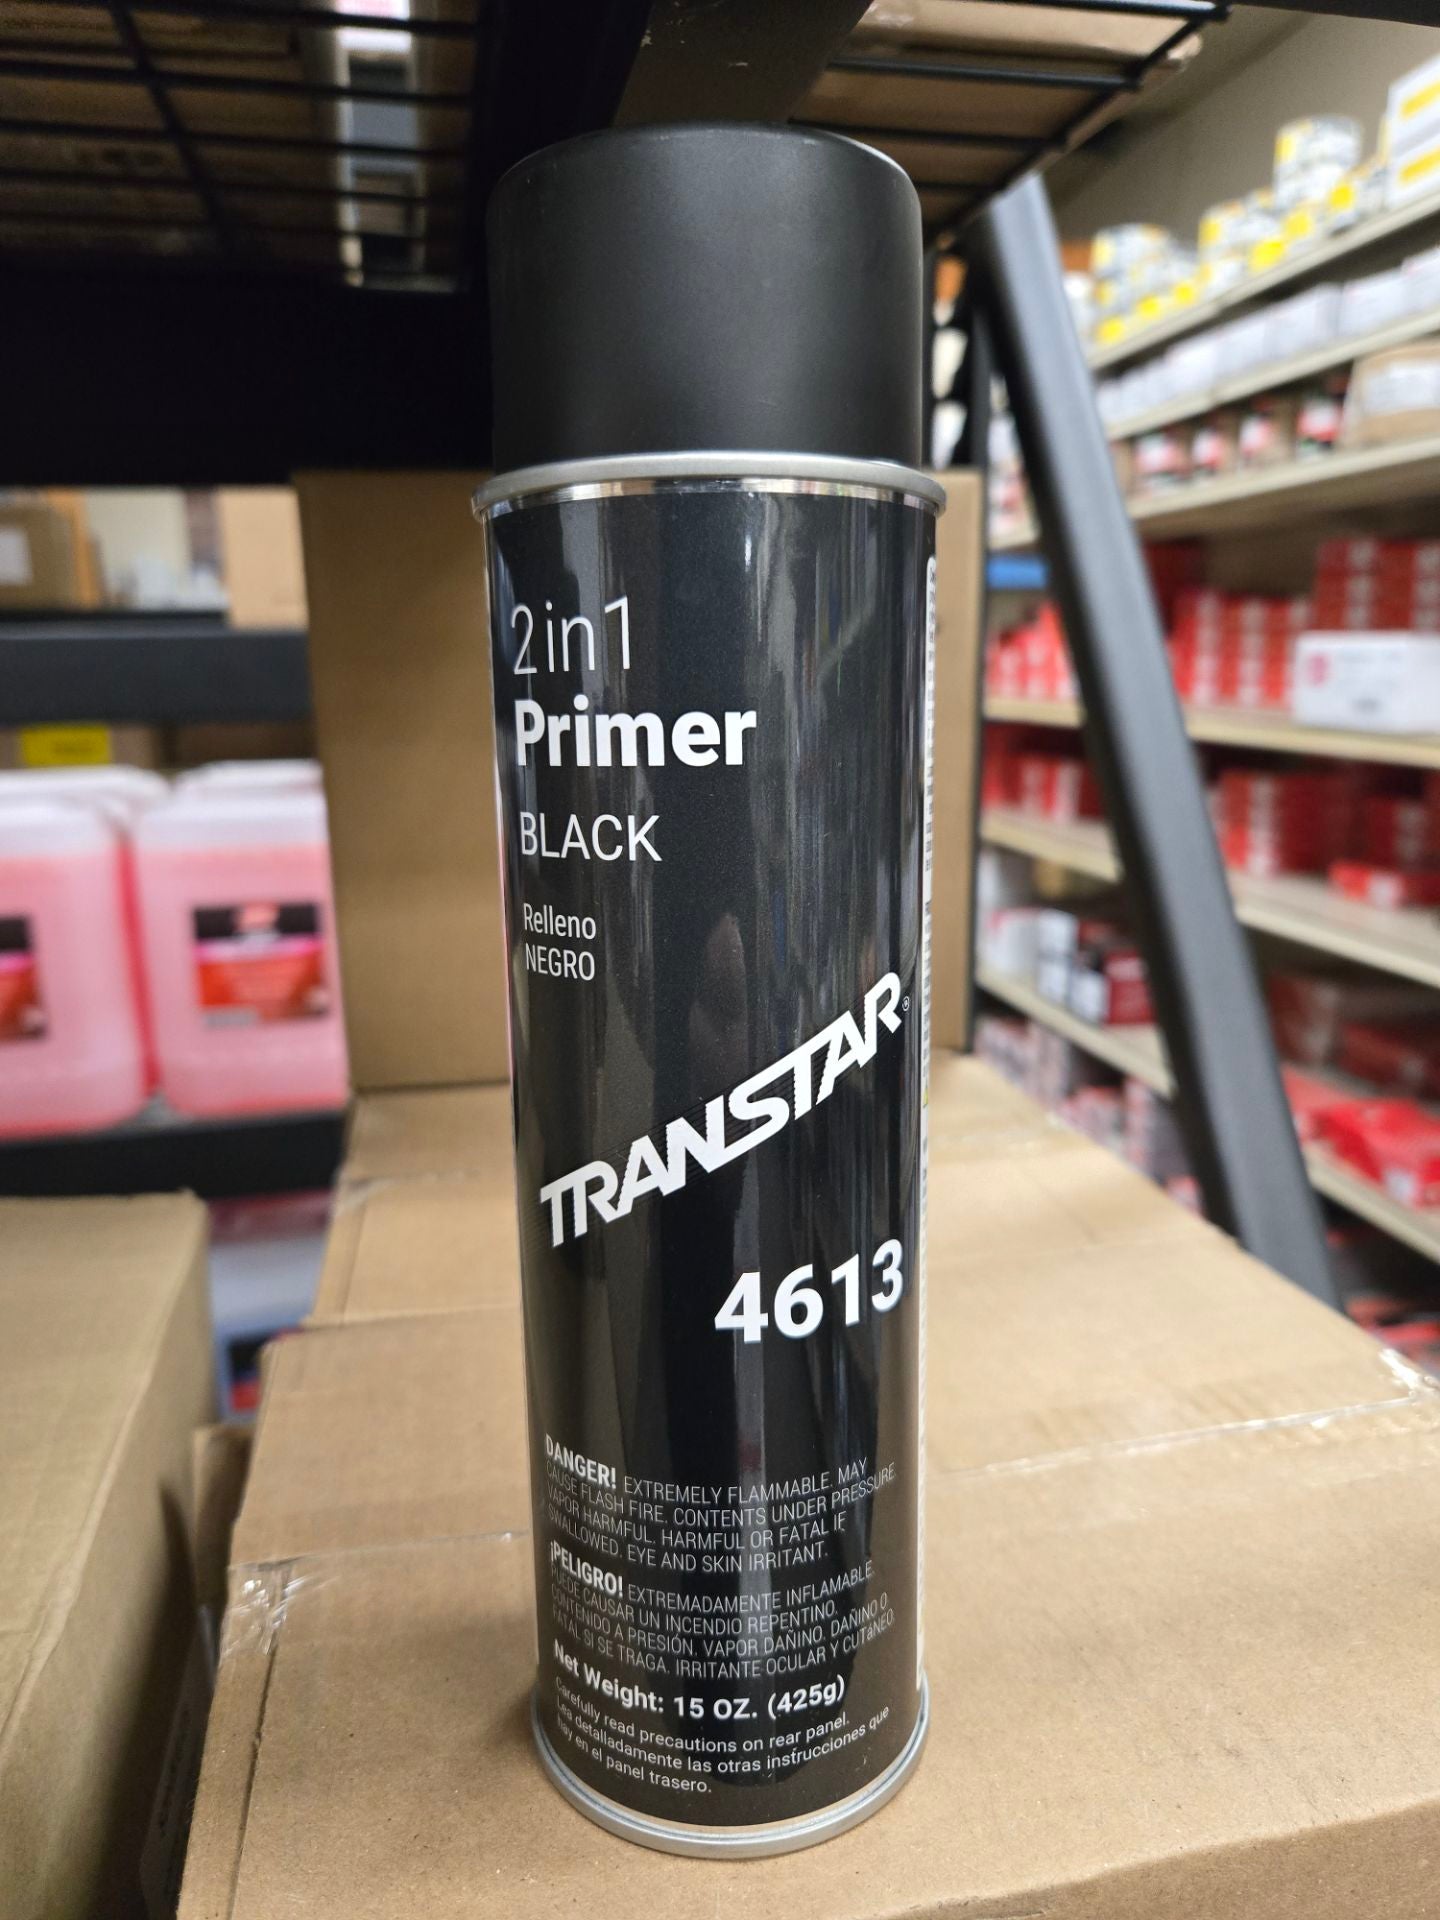 2in1
Primer
BLACK
Relleno
NEGRO
TRANSTAR®
4613
DANGER! EXTREMELY FLAMMABLE. MAY
CAUSE FLASH FIRE. CONTENTS UNDER PRESSURE.
VAPOR HARMFUL. HARMFUL OR FATAL IF
SWALLOWED. EYE AND SKIN IRRITANT.
¡PELIGRO! EXTREMADAMENTE INFLAMABLE.
PUEDE CAUSAR UN INCENDIO REPENTINO.
CONTENIDO A PRESIÓN. VAPOR DAÑINO. DAÑINO O
FATAL SI SE TRAGA. IRRITANTE OCULAR Y CUTáNEO.
Net Weight: 15 OZ. (425g)
Carefully read precautions on rear panel.
Lea detalladamente las otras instrucciones que
hay en el panel trasero.